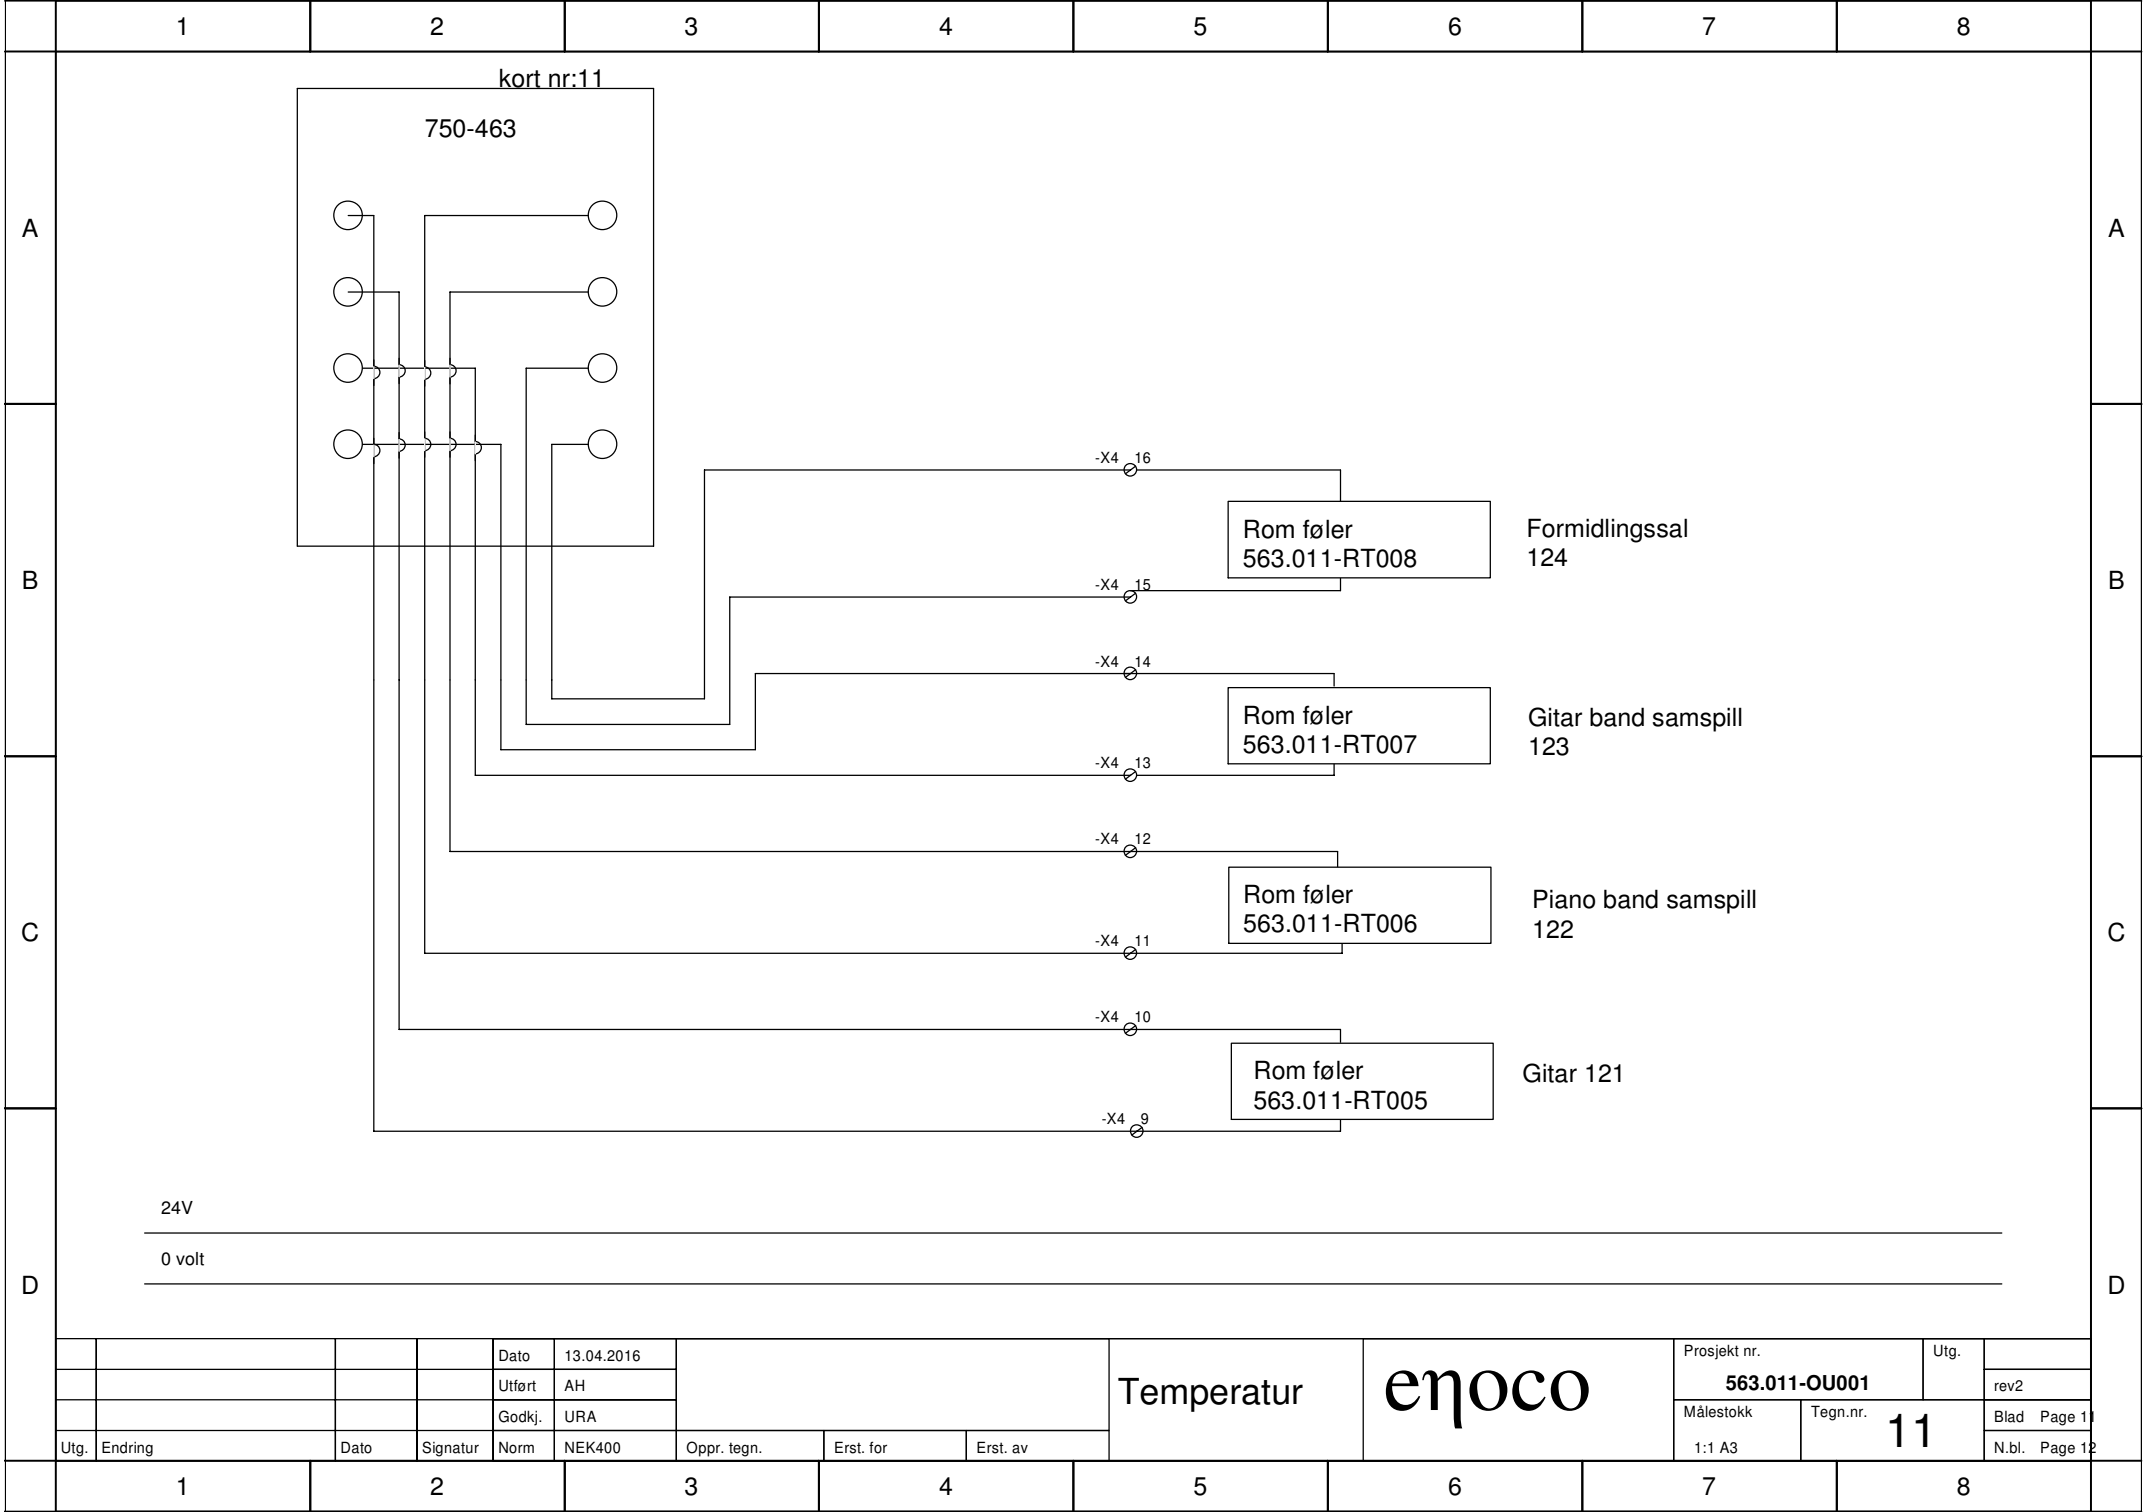 1 2 3 4 5 6 7 8
kort nr:11
750-463
A A
-X4 16
Rom føler
563.011-RT008
Formidlingssal
124
B B
-X4 15
-X4 14
Rom føler
563.011-RT007
Gitar band samspill
123
-X4 13
-X4 12
Rom føler
563.011-RT006
Piano band samspill
122
C C
-X4 11
-X4 10
Rom føler
563.011-RT005
Gitar 121
-X4 9
24V
0 volt
D D
Dato 13.04.2016
Utført AH
Godkj. URA
Utg. Endring Dato Signatur Norm NEK400 Oppr. tegn. Erst. for Erst. av
Temperatur
enoco
Prosjekt nr.
563.011-OU001
Utg.
rev2
Målestokk
1:1 A3
Tegn.nr.
11
Blad Page 11
N.bl. Page 12
1 2 3 4 5 6 7 8